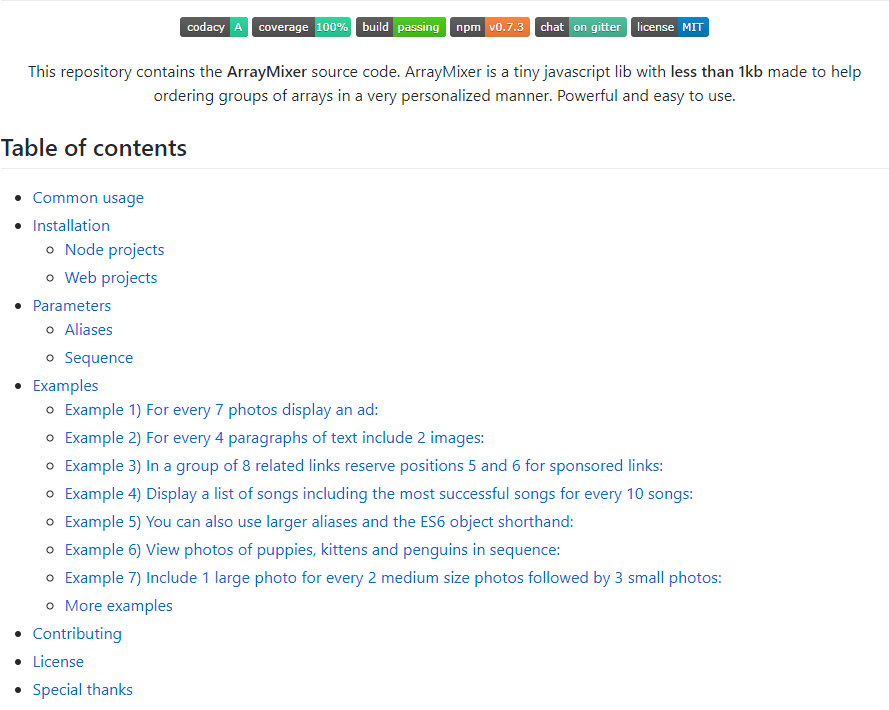 codacy A coverage 100% build passing npm v0.7.3 chat on gitter license MIT
This repository contains the ArrayMixer source code. ArrayMixer is a tiny javascript lib with less than 1kb made to help
ordering groups of arrays in a very personalized manner. Powerful and easy to use.
Table of contents
Common usage
Installation
Node projects
Web projects
Parameters
Aliases
Sequence
Examples
Example 1) For every 7 photos display an ad:
Example 2) For every 4 paragraphs of text include 2 images:
Example 3) In a group of 8 related links reserve positions 5 and 6 for sponsored links:
Example 4) Display a list of songs including the most successful songs for every 10 songs:
Example 5) You can also use larger aliases and the ES6 object shorthand:
Example 6) View photos of puppies, kittens and penguins in sequence:
Example 7) Include 1 large photo for every 2 medium size photos followed by 3 small photos:
More examples
Contributing
License
Special thanks